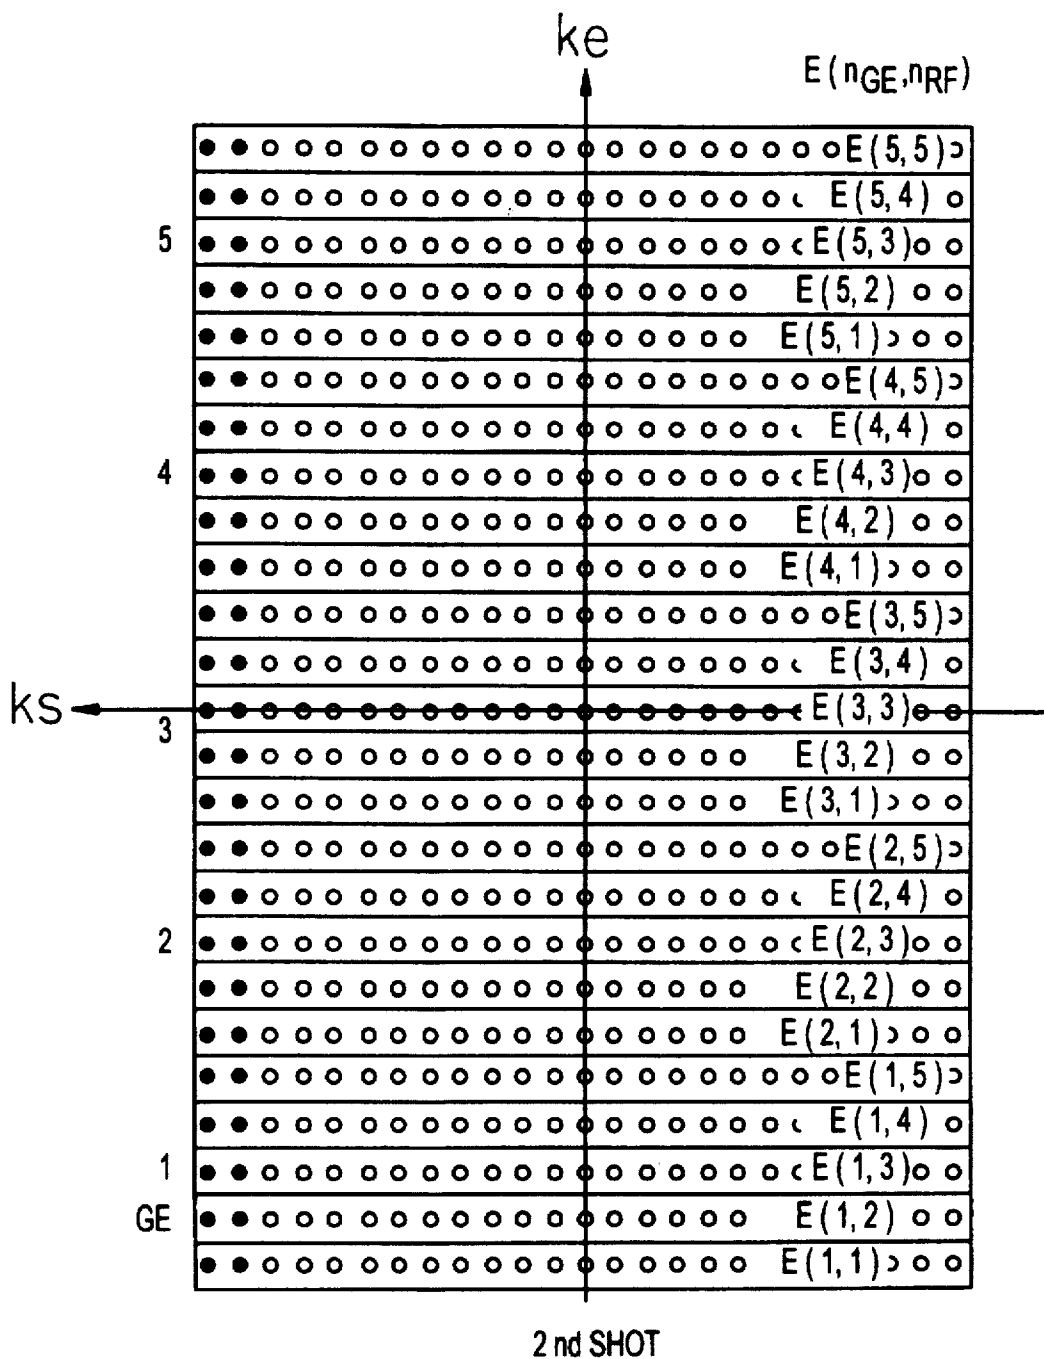 ke
E(nGE,nRF)
E(5,5)
E(5,4)
5 E(5,3)
E(5,2)
E(5,1)
E(4,5)
E(4,4)
4 E(4,3)
E(4,2)
E(4,1)
E(3,5)
E(3,4)
ks E(3,3)
3
E(3,2)
E(3,1)
E(2,5)
E(2,4)
2 E(2,3)
E(2,2)
E(2,1)
E(1,5)
E(1,4)
1 E(1,3)
GE E(1,2)
E(1,1)
2 nd SHOT